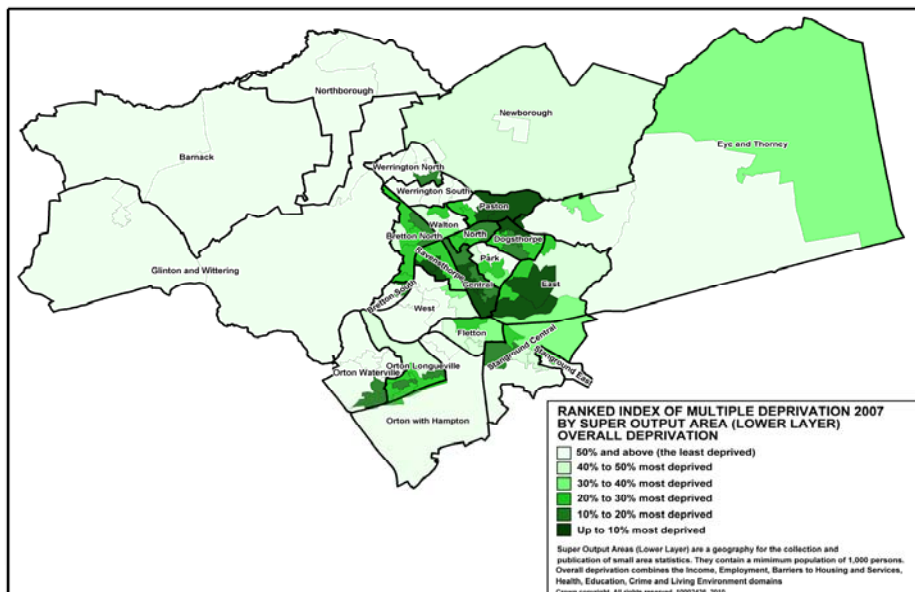 Northborough
Newborough
Barnack
Eye and Thorney
Werrington North
Werrington South
Paston
Walton
Bretton North
North
Dogsthorpe
Ravensthorpe
Park
Glinton and Wittering
Central
East
Bretton South
West
Fletton
Stanground Central
Stanground East
Orton Longueville
Orton Waterville
Orton with Hampton
RANKED INDEX OF MULTIPLE DEPRIVATION 2007
BY SUPER OUTPUT AREA (LOWER LAYER)
OVERALL DEPRIVATION
50% and above (the least deprived)
40% to 50% most deprived
30% to 40% most deprived
20% to 30% most deprived
10% to 20% most deprived
Up to 10% most deprived
Super Output Areas (Lower Layer) are a geography for the collection and
publication of small area statistics. They contain a mimimum population of 1,000 persons.
Overall deprivation combines the Income, Employment, Barriers to Housing and Services,
Health, Education, Crime and Living Environment domains
Crown copyright. All rights reserved.